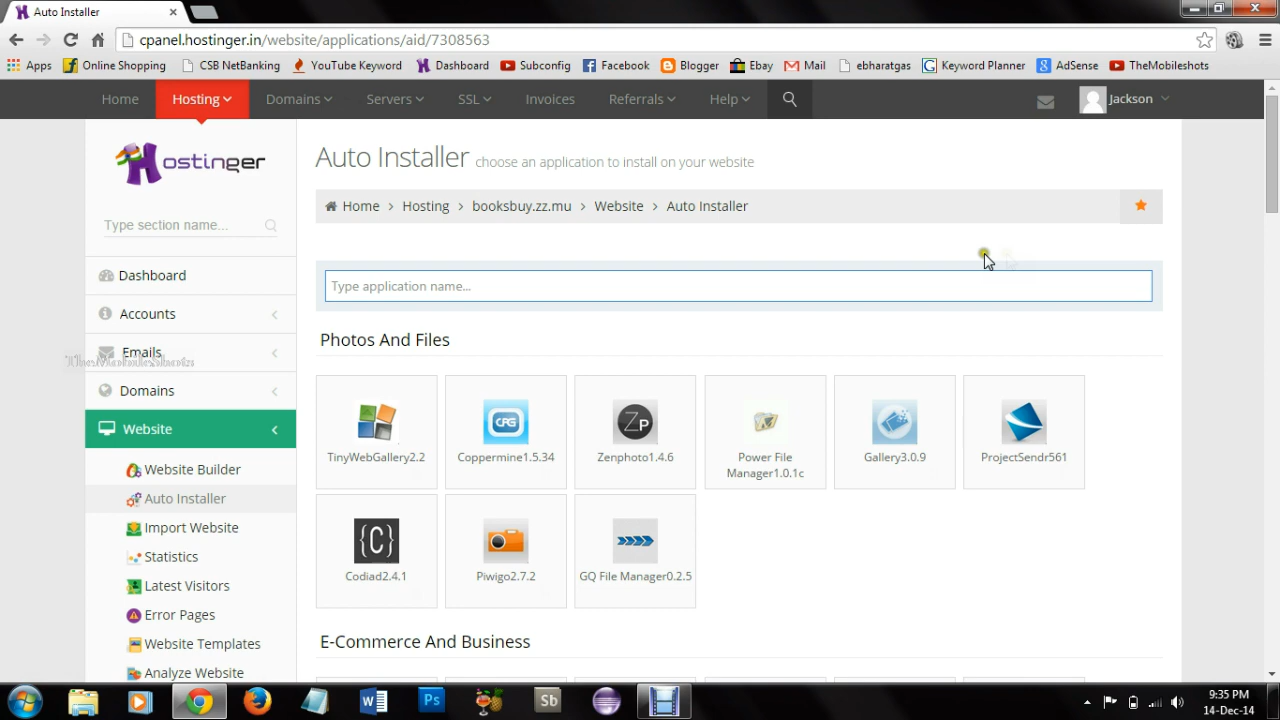 Auto Installer
cpanel.hostinger.in/website/applications/aid/7308563
Apps Online Shopping CSB NetBanking YouTube Keyword Dashboard Subconfig Facebook Blogger Ebay Mail ebharatgas Keyword Planner AdSense TheMobileshots
Home Hosting Domains Servers SSL Invoices Referrals Help Jackson
Hostinger
Auto Installer choose an application to install on your website
Home > Hosting > booksbuy.zz.mu > Website > Auto Installer
Type section name...
Dashboard
Accounts
Emails
TheMobileShots
Domains
Website
Website Builder
Auto Installer
Import Website
Statistics
Latest Visitors
Error Pages
Website Templates
Analyze Website
Type application name...
Photos And Files
TinyWebGallery2.2
CPG
Coppermine1.5.34
ZP
Zenphoto1.4.6
Power File
Manager1.0.1c
Gallery3.0.9
ProjectSendr561
{C}
Codiad2.4.1
Piwigo2.7.2
GQ File Manager0.2.5
E-Commerce And Business
W
Ps
Sb
9:35 PM
14-Dec-14